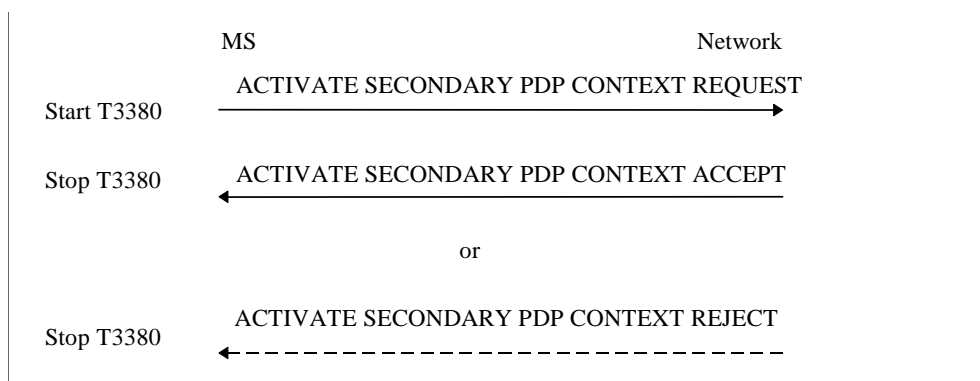 MS Network
ACTIVATE SECONDARY PDP CONTEXT REQUEST
Start T3380
ACTIVATE SECONDARY PDP CONTEXT ACCEPT
Stop T3380
or
ACTIVATE SECONDARY PDP CONTEXT REJECT
Stop T3380